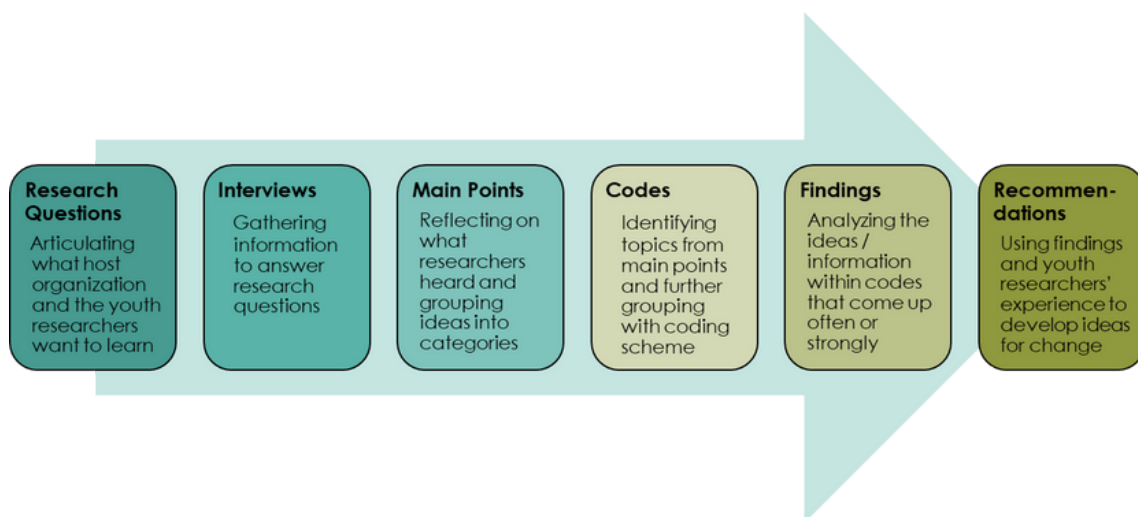 Research
Questions
Articulating
what host
organization
and the youth
researchers
want to learn
Interviews
Gathering
information
to answer
research
questions
Main Points
Reflecting on
what
researchers
heard and
grouping
ideas into
categories
Codes
Identifying
topics from
main points
and further
grouping
with coding
scheme
Findings
Analyzing the
ideas /
information
within codes
that come up
often or
strongly
Recommen-
dations
Using findings
and youth
researchers’
experience to
develop ideas
for change